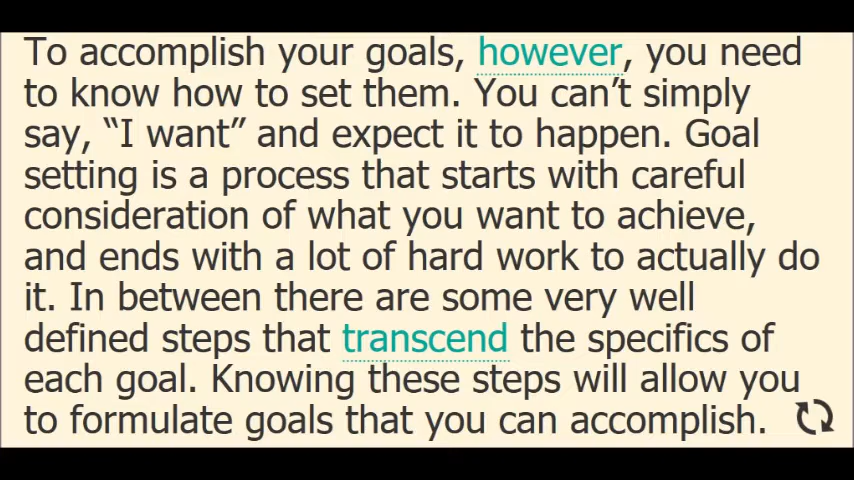 To accomplish your goals, however, you need
to know how to set them. You can’t simply
say, “I want” and expect it to happen. Goal
setting is a process that starts with careful
consideration of what you want to achieve,
and ends with a lot of hard work to actually do
it. In between there are some very well
defined steps that transcend the specifics of
each goal. Knowing these steps will allow you
to formulate goals that you can accomplish.